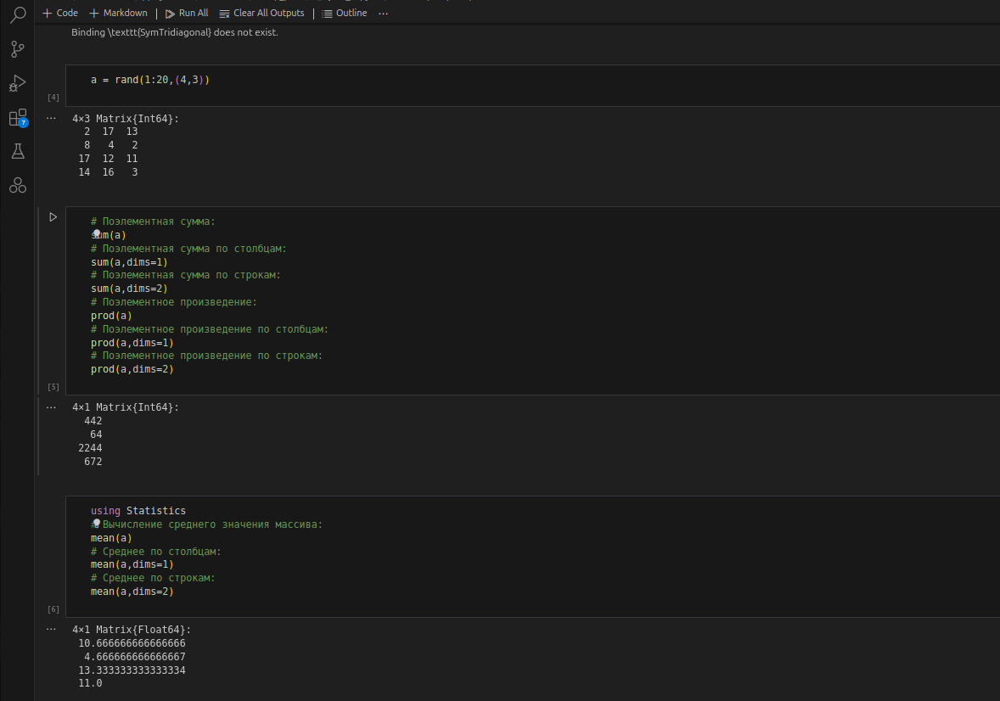 Code Markdown Run All Clear All Outputs Outline ...
Binding \texttt{SymTridiagonal} does not exist.
a = rand(1:20,(4,3))
[4]
... 4×3 Matrix{Int64}:
2 17 13
8 4 2
17 12 11
14 16 3
7
# Поэлементная сумма:
sum(a)
# Поэлементная сумма по столбцам:
sum(a,dims=1)
# Поэлементная сумма по строкам:
sum(a,dims=2)
# Поэлементное произведение:
prod(a)
# Поэлементное произведение по столбцам:
prod(a,dims=1)
# Поэлементное произведение по строкам:
prod(a,dims=2)
[5]
... 4×1 Matrix{Int64}:
442
64
2244
672
using Statistics
# Вычисление среднего значения массива:
mean(a)
# Среднее по столбцам:
mean(a,dims=1)
# Среднее по строкам:
mean(a,dims=2)
[6]
... 4×1 Matrix{Float64}:
10.666666666666666
4.666666666666667
13.333333333333334
11.0